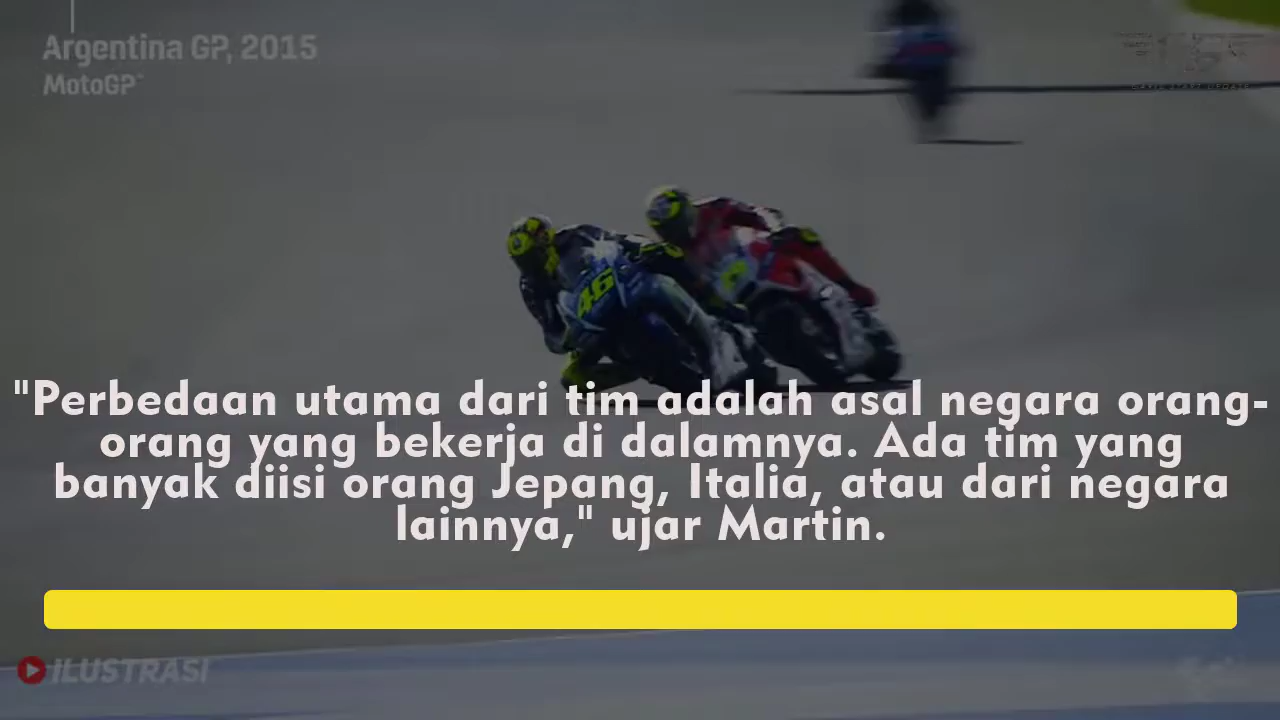 Argentina GP, 2015
MotoGP™
46
"Perbedaan utama dari tim adalah asal negara orang-
orang yang bekerja di dalamnya. Ada tim yang
banyak diisi orang Jepang, Italia, atau dari negara
lainnya," ujar Martin.
ILUSTRASI